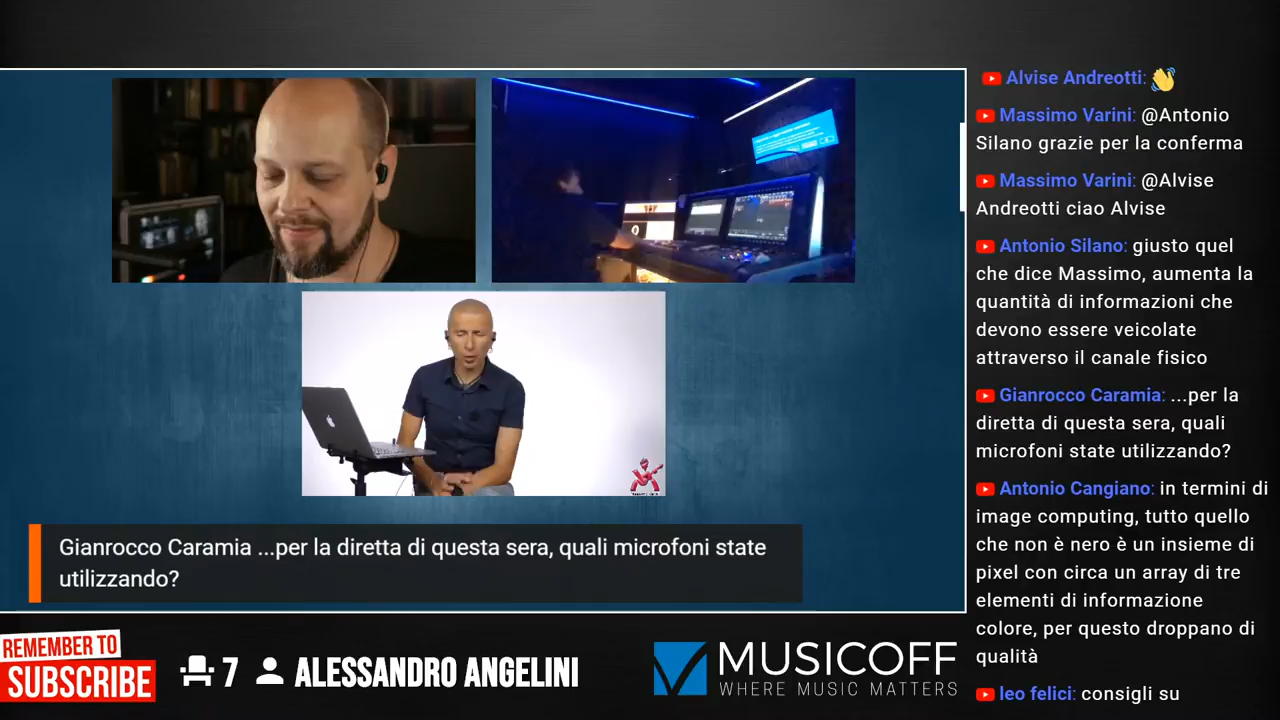 Alvise Andreotti: 👋
Massimo Varini: @Antonio
Silano grazie per la conferma
Massimo Varini: @Alvise
Andreotti ciao Alvise
Antonio Silano: giusto quel
che dice Massimo, aumenta la
quantità di informazioni che
devono essere veicolate
attraverso il canale fisico
Gianrocco Caramia: ...per la
diretta di questa sera, quali
microfoni state utilizzando?
Antonio Cangiano: in termini di
image computing, tutto quello
che non è nero è un insieme di
pixel con circa un array di tre
elementi di informazione
colore, per questo droppano di
qualità
leo felici: consigli su
Gianrocco Caramia ...per la diretta di questa sera, quali microfoni state
utilizzando?
REMEMBER TO
SUBSCRIBE
7 ALESSANDRO ANGELINI
MUSICOFF
WHERE MUSIC MATTERS